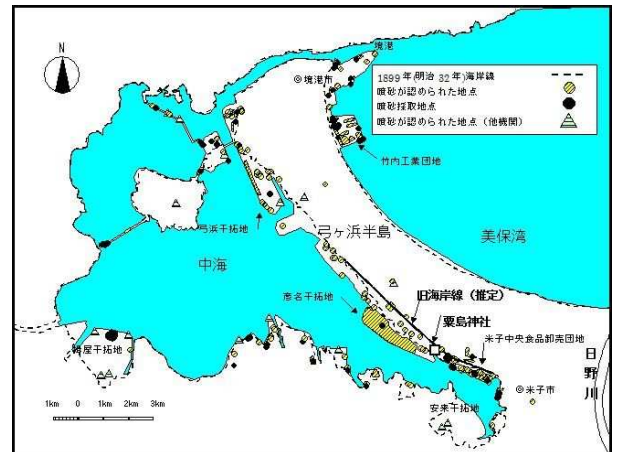 N
境港
境港市
1899年(明治 32年)海岸線
噴砂が認められた地点
噴砂採取地点
噴砂が認められた地点 (他機関)
竹内工業団地
弓ヶ浜半島
美保湾
弓浜干拓地
中海
彦名干拓地
旧海岸線(推定)
粟島神社
米子中央食品卸売団地
日野川
揖屋干拓地
米子市
安来干拓地
1km 0 1km 2km 3km